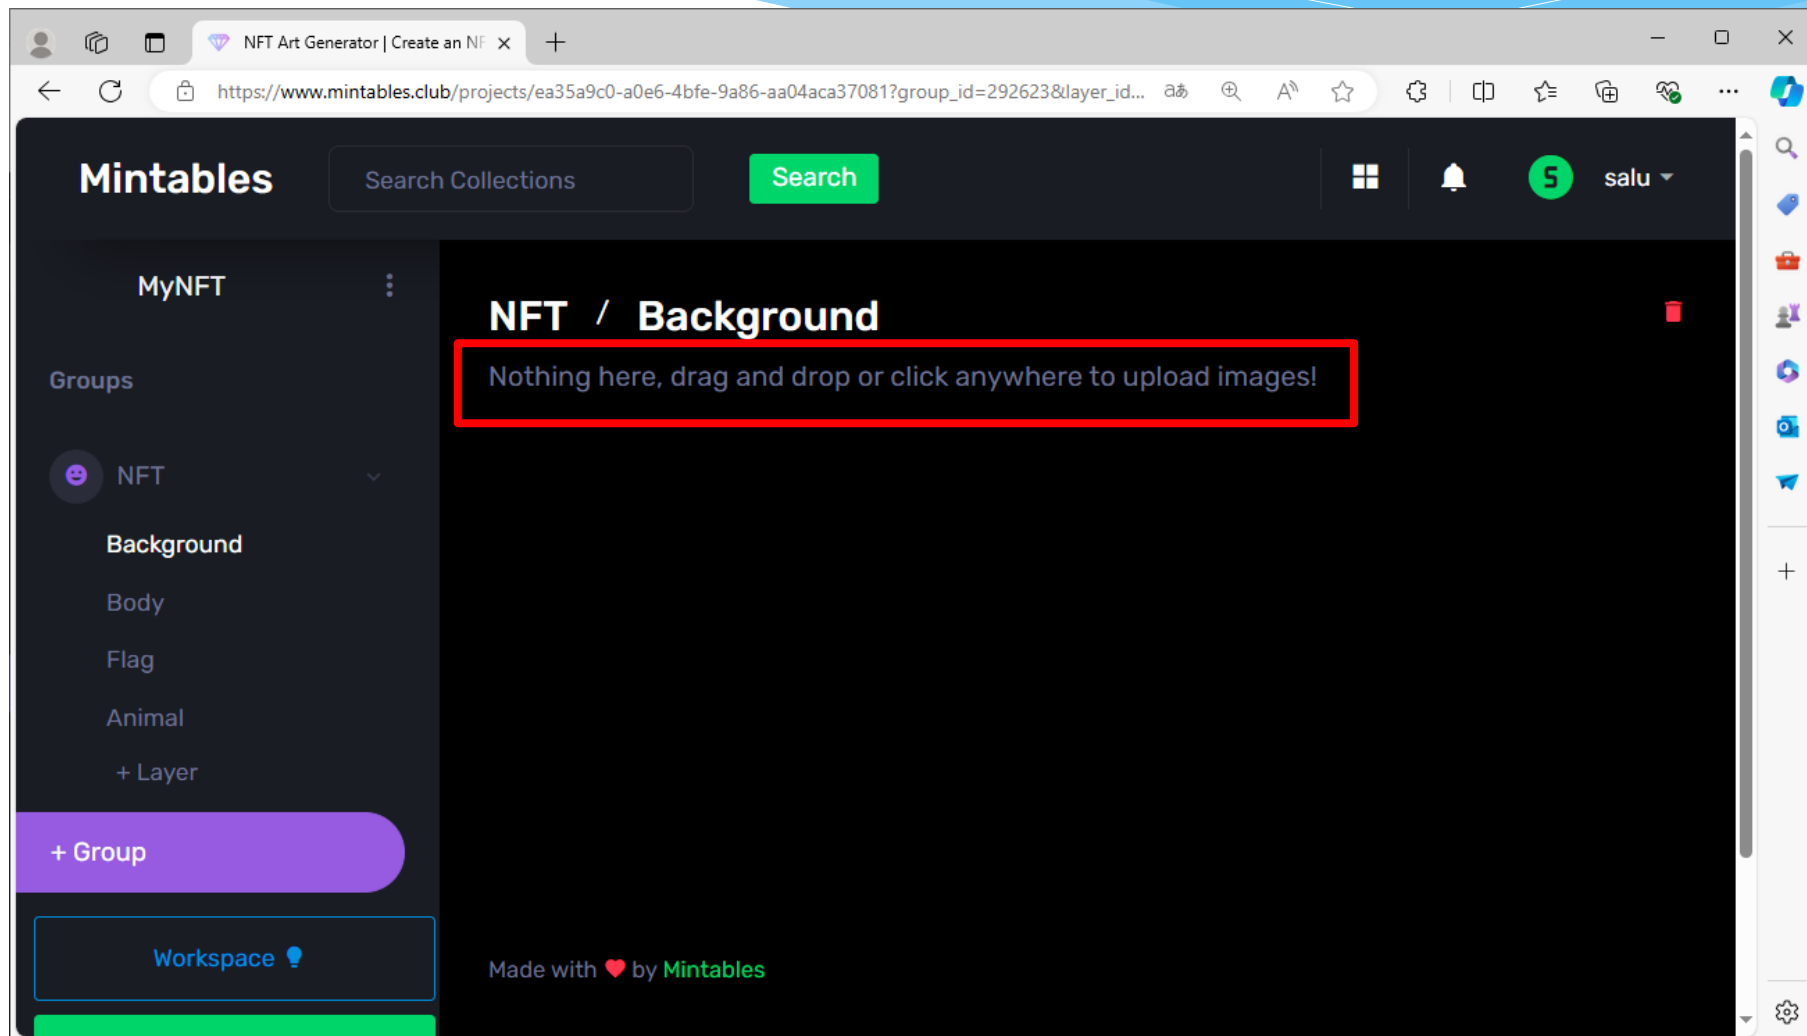 NFT Art Generator | Create an NF
https://www.mintables.club/projects/ea35a9c0-a0e6-4bfe-9a86-aa04aca37081?group_id=292623&layer_id...
Mintables
Search Collections
Search
S
salu
MyNFT
Groups
NFT
Background
Body
Flag
Animal
+ Layer
+ Group
Workspace
NFT / Background
Nothing here, drag and drop or click anywhere to upload images!
Made with ❤ by Mintables